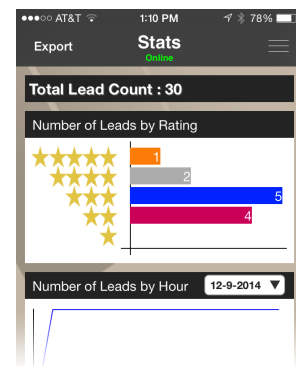 AT&T 1:10 PM 78%
Export Stats
Online
Total Lead Count : 30
Number of Leads by Rating
1
2
5
4
Number of Leads by Hour 12-9-2014